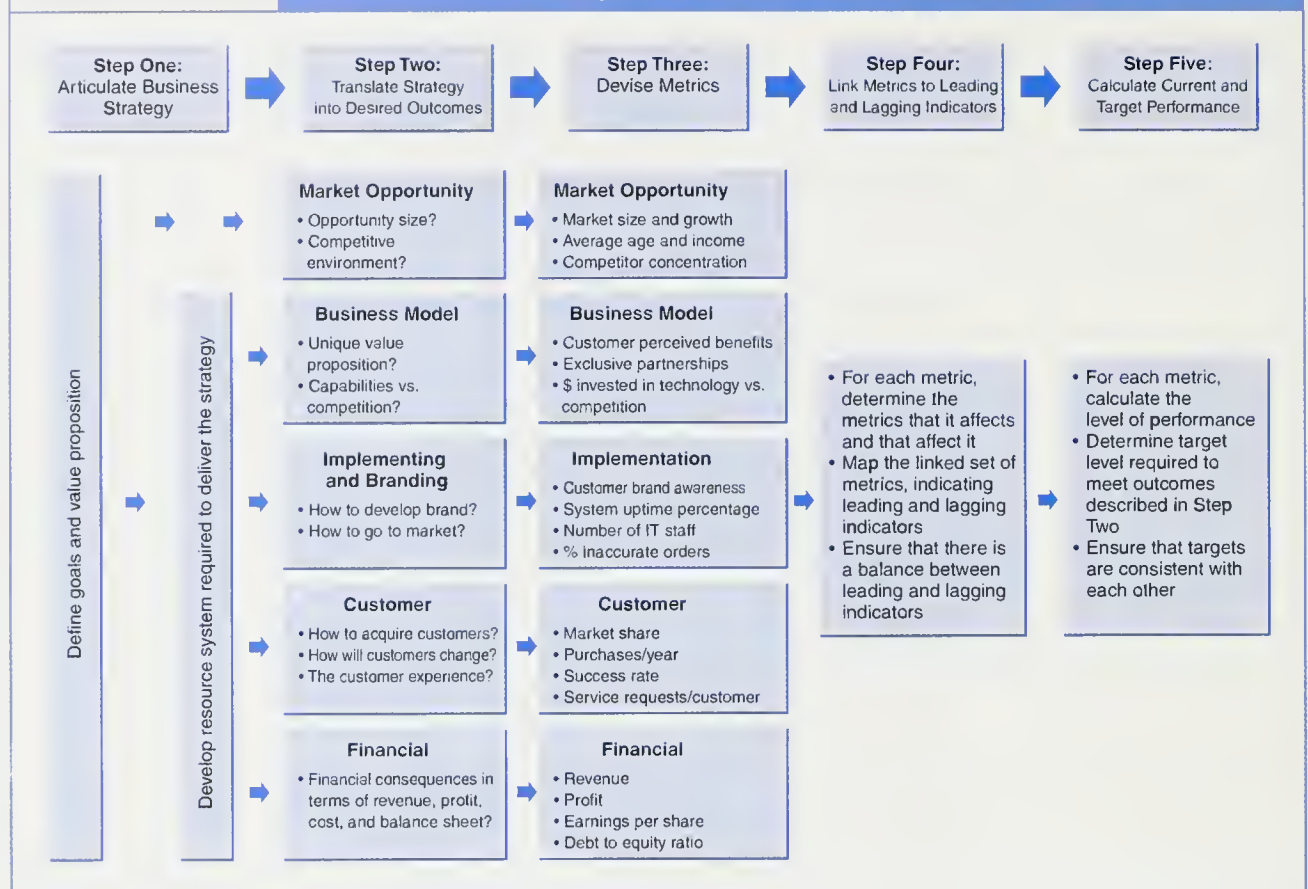 Step One:
Articulate Business
Strategy
Step Two:
Translate Strategy
into Desired Outcomes
Step Three:
Devise Metrics
Step Four:
Link Metrics to Leading
and Lagging Indicators
Step Five:
Calculate Current and
Target Performance
Define goals and value proposition
Develop resource system required to deliver the strategy
Market Opportunity
• Opportunity size?
• Competitive
environment?
Market Opportunity
• Market size and growth
• Average age and income
• Competitor concentration
Business Model
• Unique value
proposition?
• Capabilities vs.
competition?
Business Model
• Customer perceived benefits
• Exclusive partnerships
• $ invested in technology vs.
competition
Implementing
and Branding
• How to develop brand?
• How to go to market?
Implementation
• Customer brand awareness
• System uptime percentage
• Number of IT staff
• % inaccurate orders
Customer
• How to acquire customers?
• How will customers change?
• The customer experience?
Customer
• Market share
• Purchases/year
• Success rate
• Service requests/customer
Financial
• Financial consequences in
terms of revenue, profit,
cost, and balance sheet?
Financial
• Revenue
• Profit
• Earnings per share
• Debt to equity ratio
• For each metric,
determine the
metrics that it affects
and that affect it
• Map the linked set of
metrics, indicating
leading and lagging
indicators
• Ensure that there is
a balance between
leading and lagging
indicators
• For each metric,
calculate the
level of performance
• Determine target
level required to
meet outcomes
described in Step
Two
• Ensure that targets
are consistent with
each other